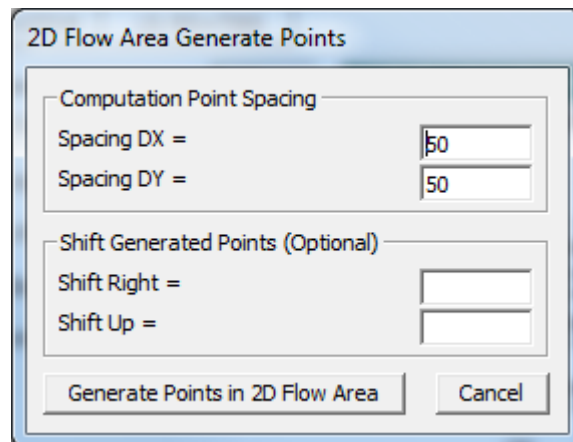 2D Flow Area Generate Points
Computation Point Spacing
Spacing DX = 50
Spacing DY = 50
Shift Generated Points (Optional)
Shift Right =
Shift Up =
Generate Points in 2D Flow Area Cancel